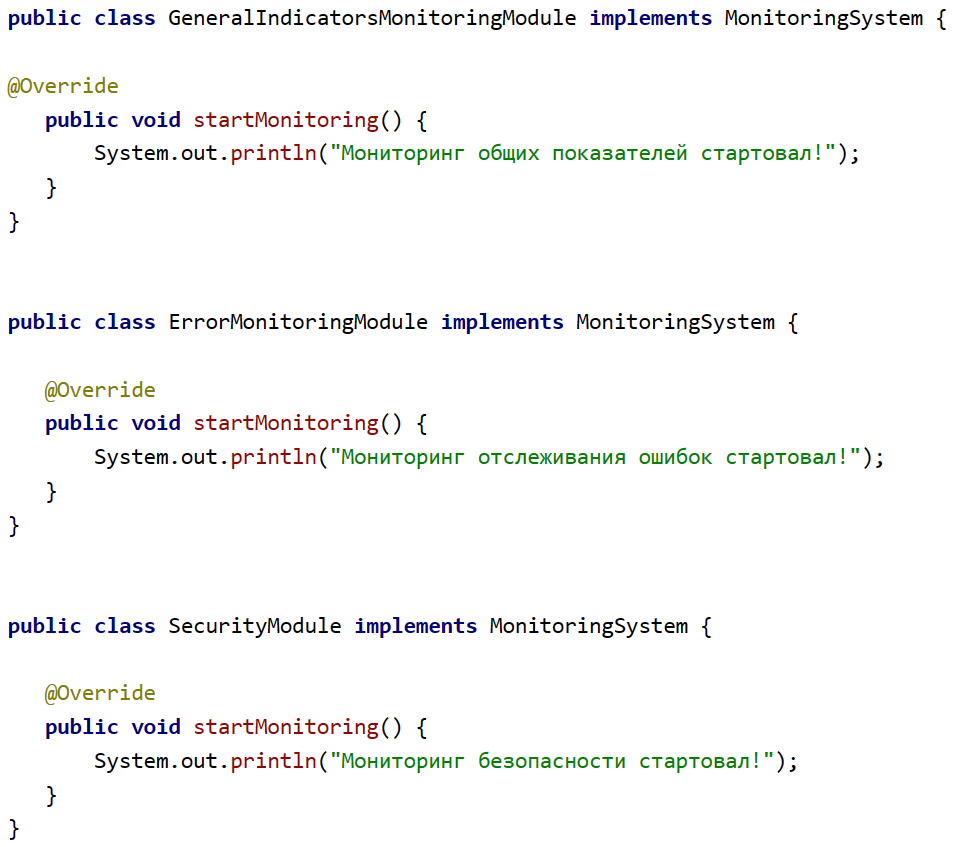 public class GeneralIndicatorsMonitoringModule implements MonitoringSystem {
@Override
public void startMonitoring() {
System.out.println("Мониторинг общих показателей стартовал!");
}
}
public class ErrorMonitoringModule implements MonitoringSystem {
@Override
public void startMonitoring() {
System.out.println("Мониторинг отслеживания ошибок стартовал!");
}
}
public class SecurityModule implements MonitoringSystem {
@Override
public void startMonitoring() {
System.out.println("Мониторинг безопасности стартовал!");
}
}